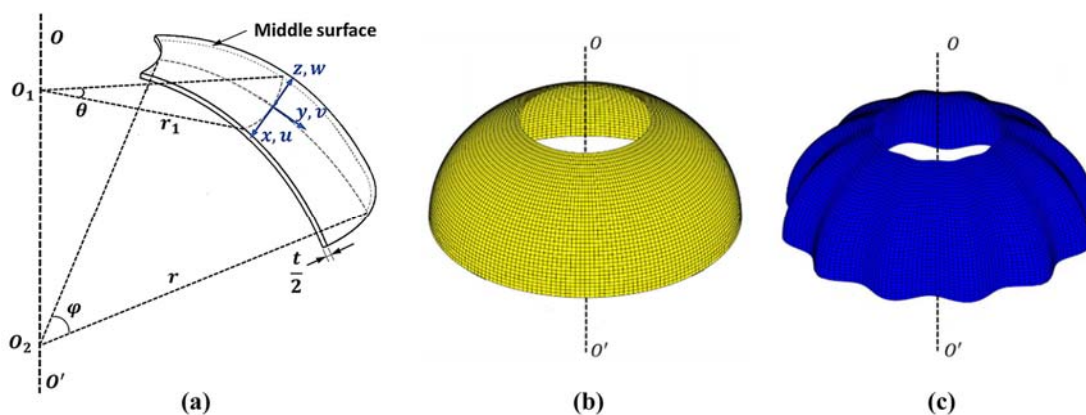 O
Middle surface
z, w
O₁
θ
y, v
r₁
x, u
r
t
2
φ
O₂
O′
(a)
O
O′
(b)
O
O′
(c)